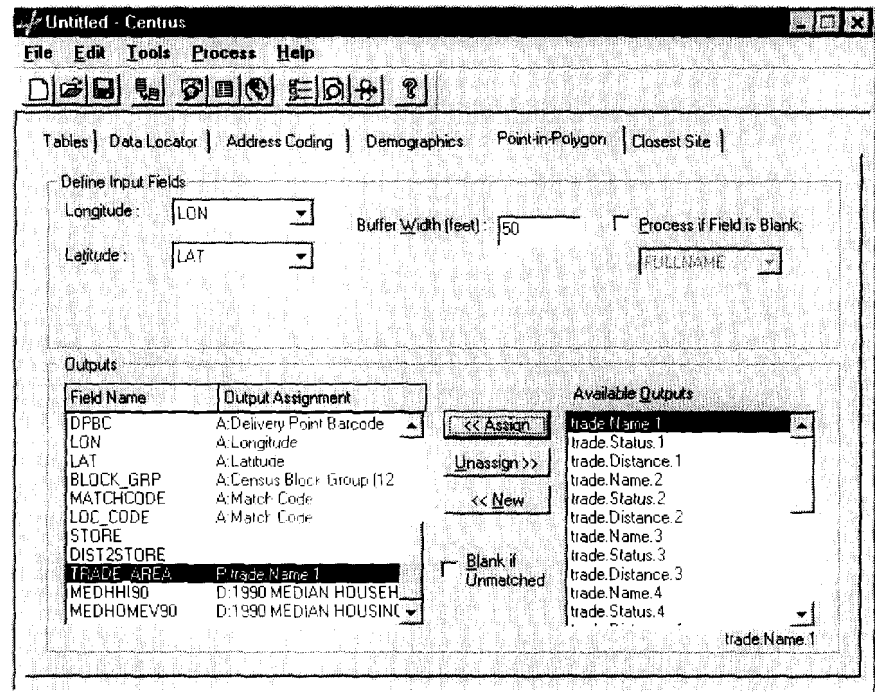 Untitled - Centrus
File Edit Tools Process Help
Tables Data Locator Address Coding Demographics Point-in-Polygon Closest Site
Define Input Fields
Longitude: LON
Buffer Width (feet): 50
Process if Field is Blank:
Latitude: LAT
FULLNAME
Outputs
Field Name Output Assignment
Available Outputs
DPBC A:Delivery Point Barcode
LON A:Longitude
LAT A:Latitude
BLOCK_GRP A:Census Block Group (12
MATCHCODE A:Match Code
LOC_CODE A:Match Code
STORE
DIST2STORE
TRADE_AREA P:trade.Name.1
MEDHHI90 D:1990 MEDIAN HOUSEH
MEDHOMEV90 D:1990 MEDIAN HOUSING
<< Assign
Unassign >>
<< New
Blank if
Unmatched
trade.Name.1
trade.Status.1
trade.Distance.1
trade.Name.2
trade.Status.2
trade.Distance.2
trade.Name.3
trade.Status.3
trade.Distance.3
trade.Name.4
trade.Status.4
trade.Name.1